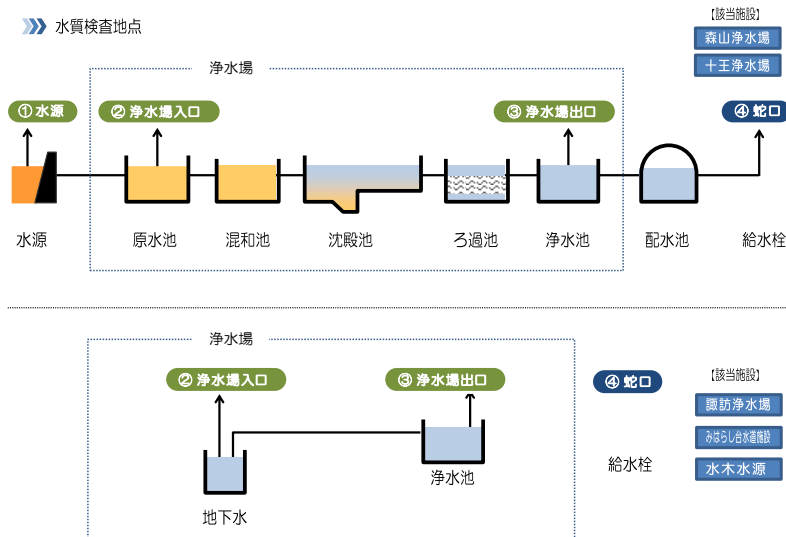 水質検査地点
【該当施設】
森山浄水場
十王浄水場
浄水場
①水源
②浄水場入口
③浄水場出口
④蛇口
水源
原水池
混和池
沈殿池
ろ過池
浄水池
配水池
給水栓
浄水場
②浄水場入口
③浄水場出口
④蛇口
【該当施設】
諏訪浄水場
みはらし台水道施設
水木水源
給水栓
浄水池
地下水